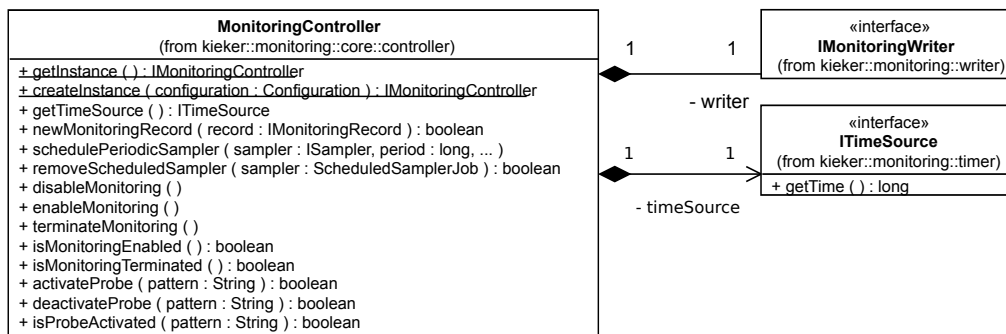 MonitoringController
(from kieker::monitoring::core::controller)
+ getInstance ( ) : IMonitoringController
+ createInstance ( configuration : Configuration ) : IMonitoringController
+ getTimeSource ( ) : ITimeSource
+ newMonitoringRecord ( record : IMonitoringRecord ) : boolean
+ schedulePeriodicSampler ( sampler : ISampler, period : long, ... )
+ removeScheduledSampler ( sampler : ScheduledSamplerJob ) : boolean
+ disableMonitoring ( )
+ enableMonitoring ( )
+ terminateMonitoring ( )
+ isMonitoringEnabled ( ) : boolean
+ isMonitoringTerminated ( ) : boolean
+ activateProbe ( pattern : String ) : boolean
+ deactivateProbe ( pattern : String ) : boolean
+ isProbeActivated ( pattern : String ) : boolean
1 1
- writer
1 1
- timeSource
«interface»
IMonitoringWriter
(from kieker::monitoring::writer)
«interface»
ITimeSource
(from kieker::monitoring::timer)
+ getTime ( ) : long